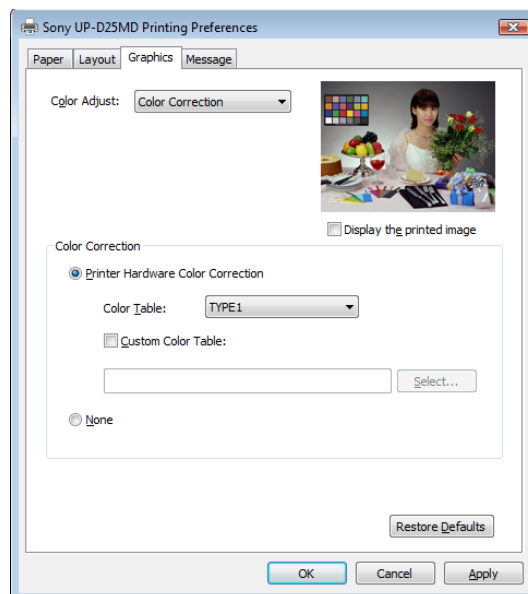 Sony UP-D25MD Printing Preferences
Paper Layout Graphics Message
Color Adjust: Color Correction
Display the printed image
Color Correction
Printer Hardware Color Correction
Color Table: TYPE1
Custom Color Table:
Select...
None
Restore Defaults
OK Cancel Apply